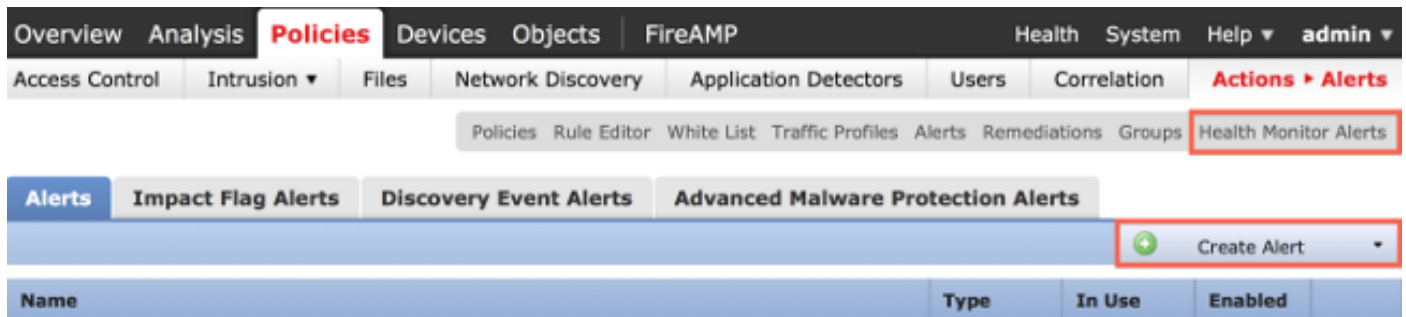 Overview Analysis Policies Devices Objects FireAMP Health System Help ▾ admin ▾
Access Control Intrusion ▾ Files Network Discovery Application Detectors Users Correlation Actions ▸ Alerts
Policies Rule Editor White List Traffic Profiles Alerts Remediations Groups Health Monitor Alerts
Alerts Impact Flag Alerts Discovery Event Alerts Advanced Malware Protection Alerts
Create Alert ▾
Name Type In Use Enabled